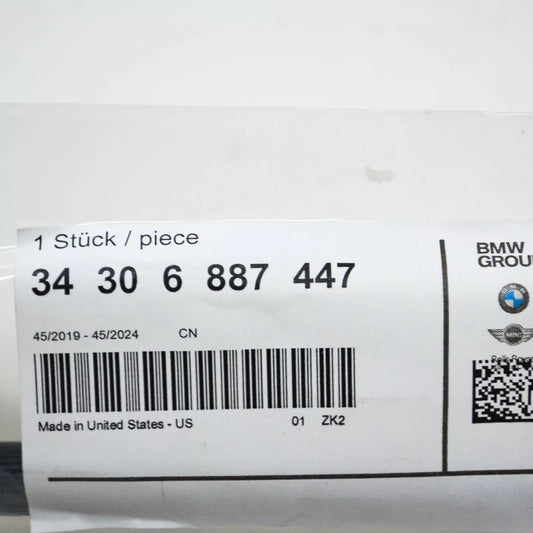 1 Stück / piece
34 30 6 887 447
45/2019 - 45/2024 CN
Made in United States - US 01 ZK2
BMW
GROUP
MINI